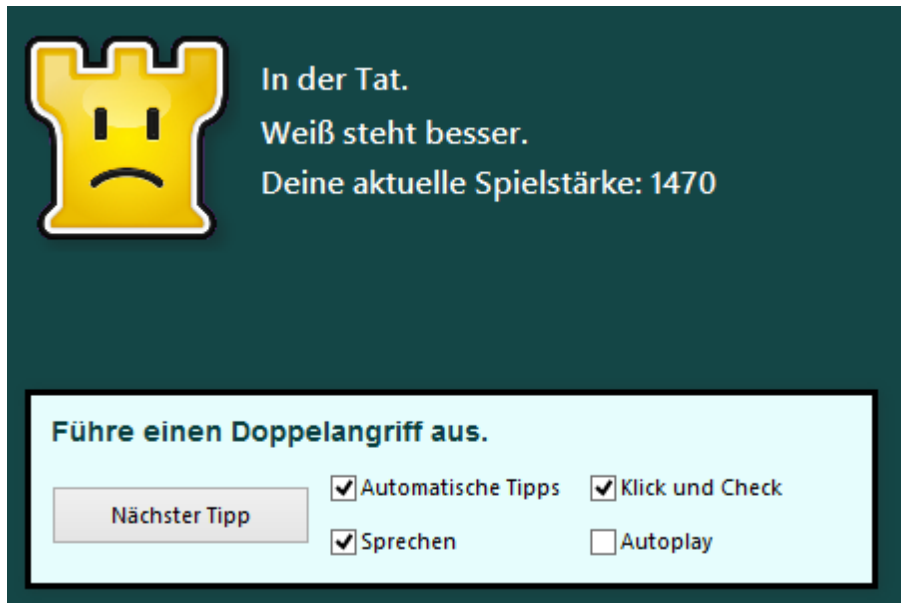 In der Tat.
Weiß steht besser.
Deine aktuelle Spielstärke: 1470
Führe einen Doppelangriff aus.
Nächster Tipp
Automatische Tipps
Klick und Check
Sprechen
Autoplay